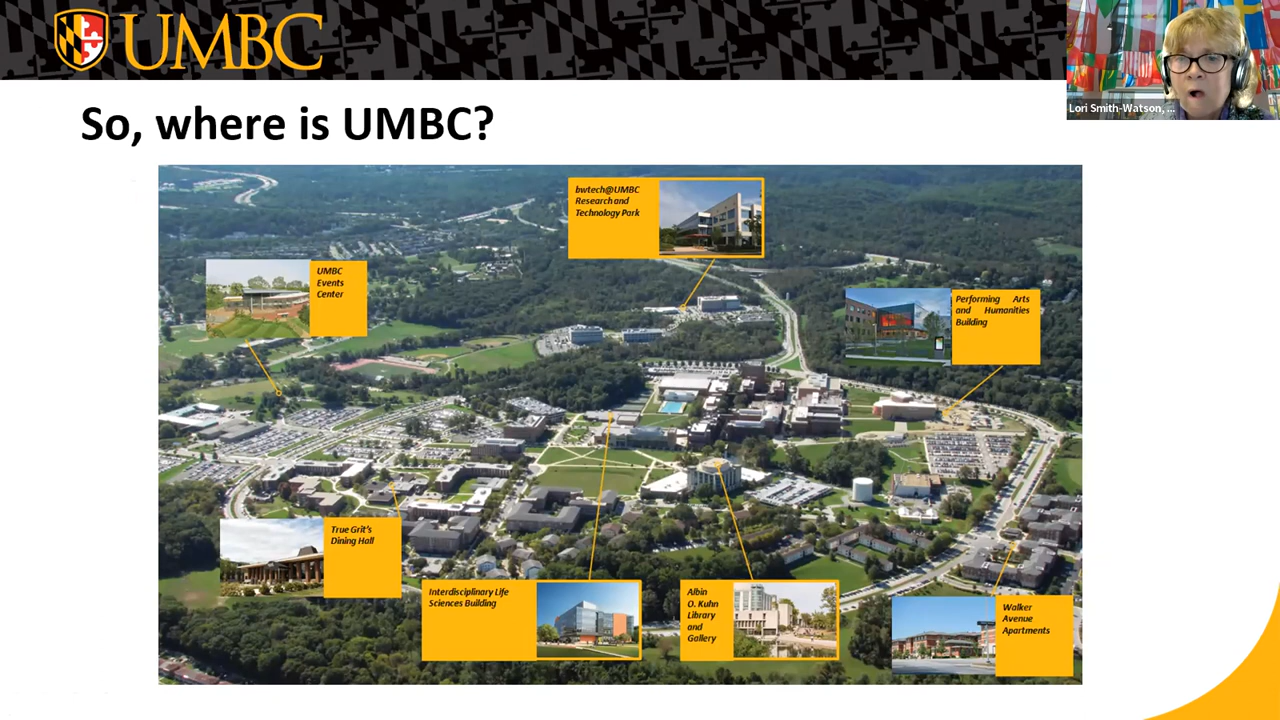 UMBC
Lori Smith-Watson, ...
So, where is UMBC?
bwtech@UMBC
Research and
Technology Park
UMBC
Events
Center
Performing Arts
and Humanities
Building
True Grit's
Dining Hall
Interdisciplinary Life
Sciences Building
Albin
O. Kuhn
Library
and
Gallery
Walker
Avenue
Apartments